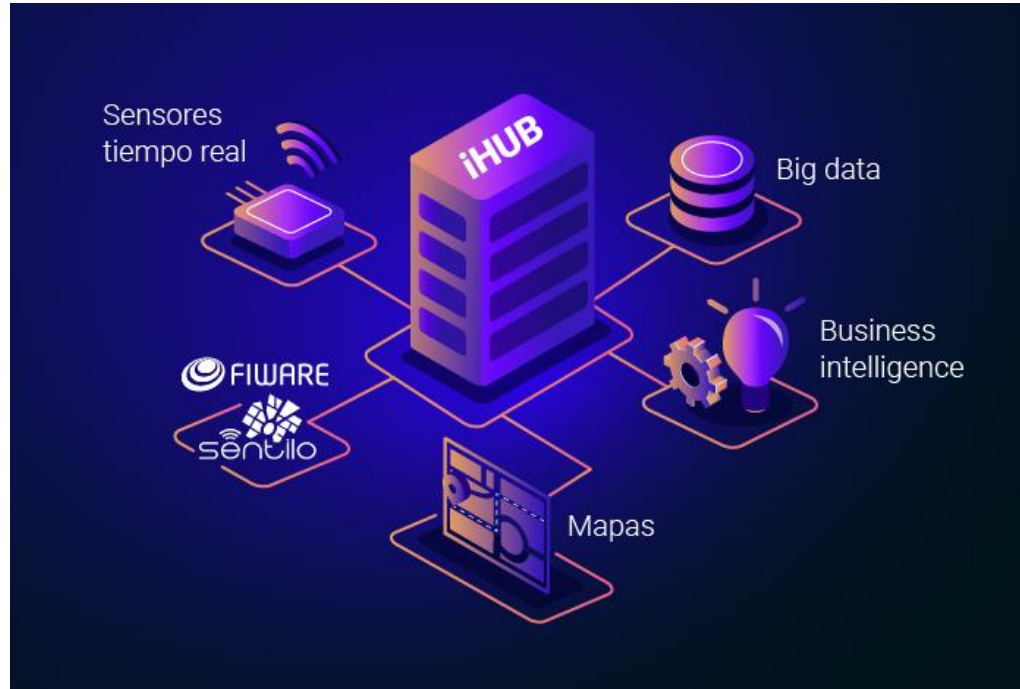 Sensores
tiempo real
iHUB
Big data
Business
intelligence
FIWARE
sentilo
Mapas